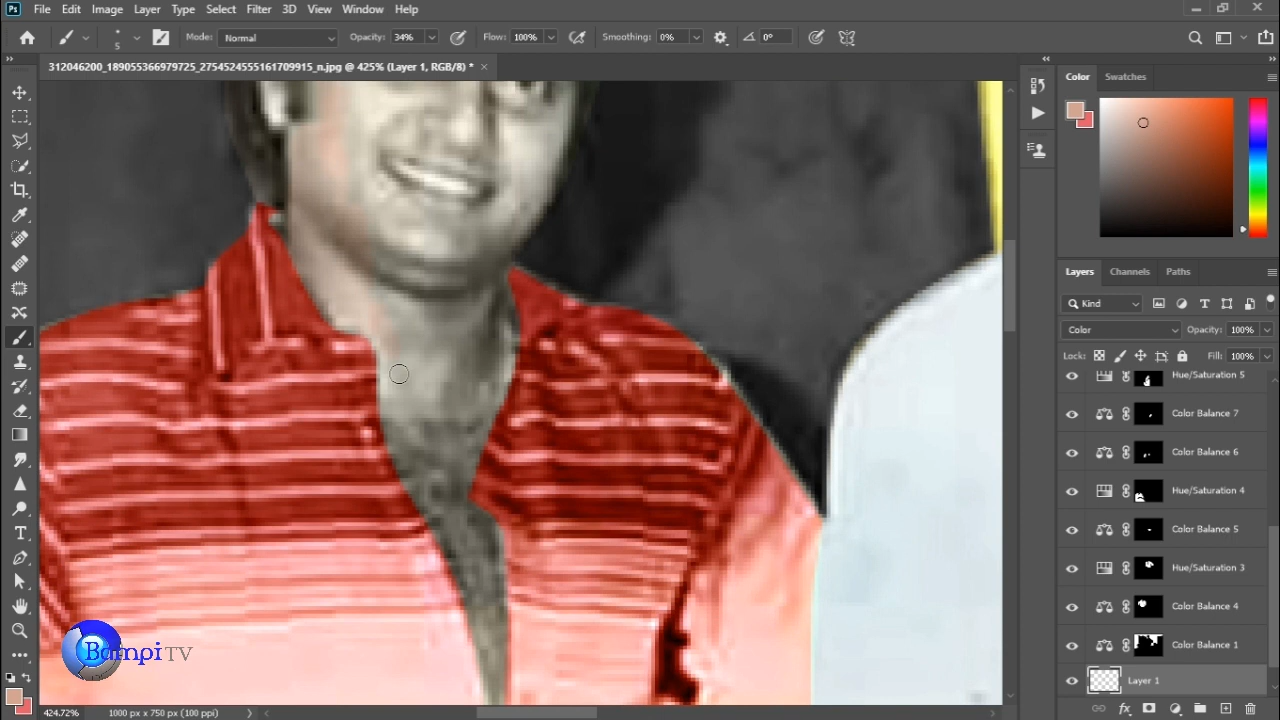 Ps File Edit Image Layer Type Select Filter 3D View Window Help
5 Mode: Normal Opacity: 34% Flow: 100% Smoothing: 0% 0°
312046200_189055366979725_2754524555161709915_n.jpg @ 425% (Layer 1, RGB/8) * ×
Color Swatches
Layers Channels Paths
Kind
Color Opacity: 100%
Lock: Fill: 100%
Hue/Saturation 5
Color Balance 7
Color Balance 6
Hue/Saturation 4
Color Balance 5
Hue/Saturation 3
Color Balance 4
Color Balance 1
Layer 1
Bampi TV
424.72% 1000 px x 750 px (100 ppi)
fx